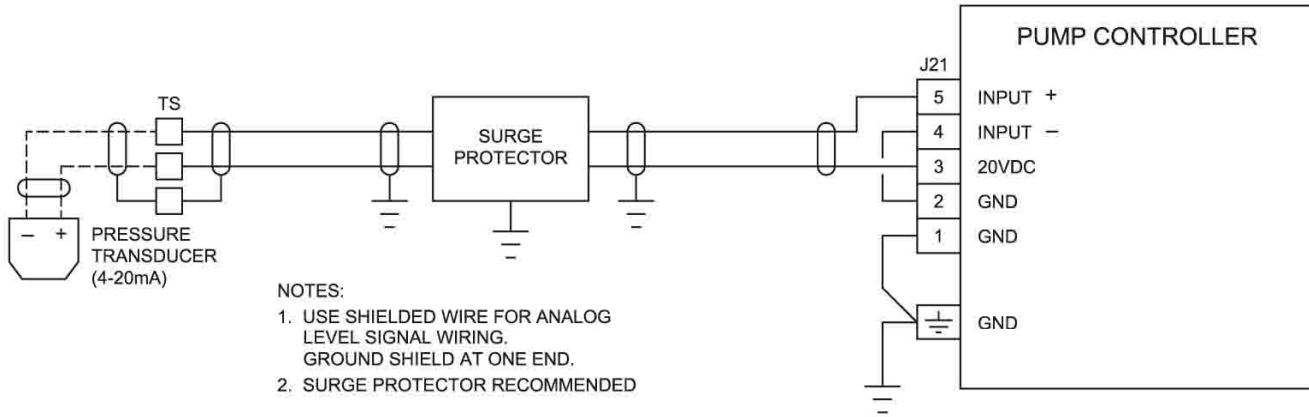 PUMP CONTROLLER
J21
5 INPUT +
4 INPUT –
3 20VDC
2 GND
1 GND
GND
TS
SURGE
PROTECTOR
– +
PRESSURE
TRANSDUCER
(4-20mA)
NOTES:
1. USE SHIELDED WIRE FOR ANALOG
LEVEL SIGNAL WIRING.
GROUND SHIELD AT ONE END.
2. SURGE PROTECTOR RECOMMENDED